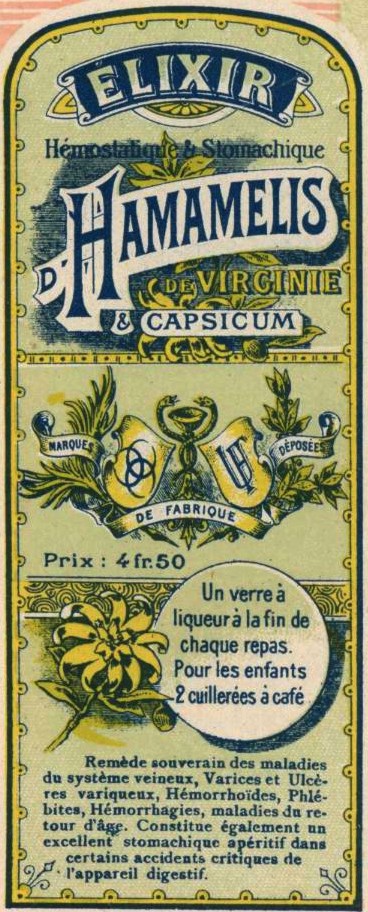 ÉLIXIR
Hémostatique & Stomachique
D'HAMAMELIS
DE VIRGINIE
& CAPSICUM
MARQUES
DÉPOSÉES
DE FABRIQUE
Prix : 4 fr. 50
Un verre à
liqueur à la fin de
chaque repas.
Pour les enfants
2 cuillerées à café
Remède souverain des maladies
du système veineux, Varices et Ulcè-
res variqueux, Hémorrhoïdes, Phlé-
bites, Hémorrhagies, maladies du re-
tour d'âge. Constitue également un
excellent stomachique apéritif dans
certains accidents critiques de
l'appareil digestif.